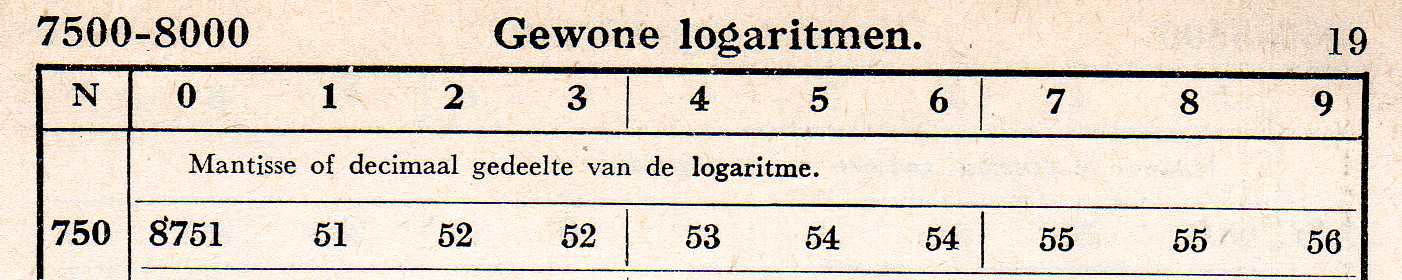 7500-8000 Gewone logaritmen. 19
N 0 1 2 3 4 5 6 7 8 9
Mantisse of decimaal gedeelte van de logaritme.
750 8751 51 52 52 53 54 54 55 55 56